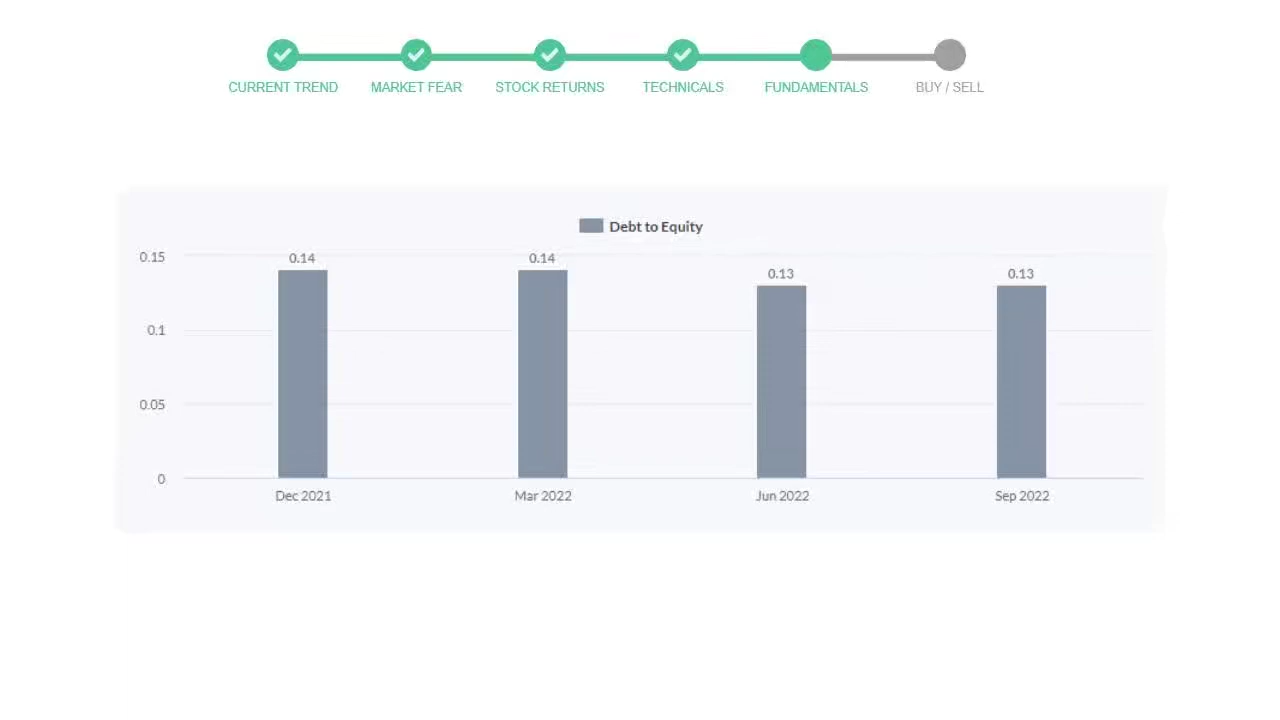 CURRENT TREND MARKET FEAR STOCK RETURNS TECHNICALS FUNDAMENTALS BUY / SELL
Debt to Equity
0.15
0.14 0.14 0.13 0.13
0.1
0.05
0
Dec 2021 Mar 2022 Jun 2022 Sep 2022